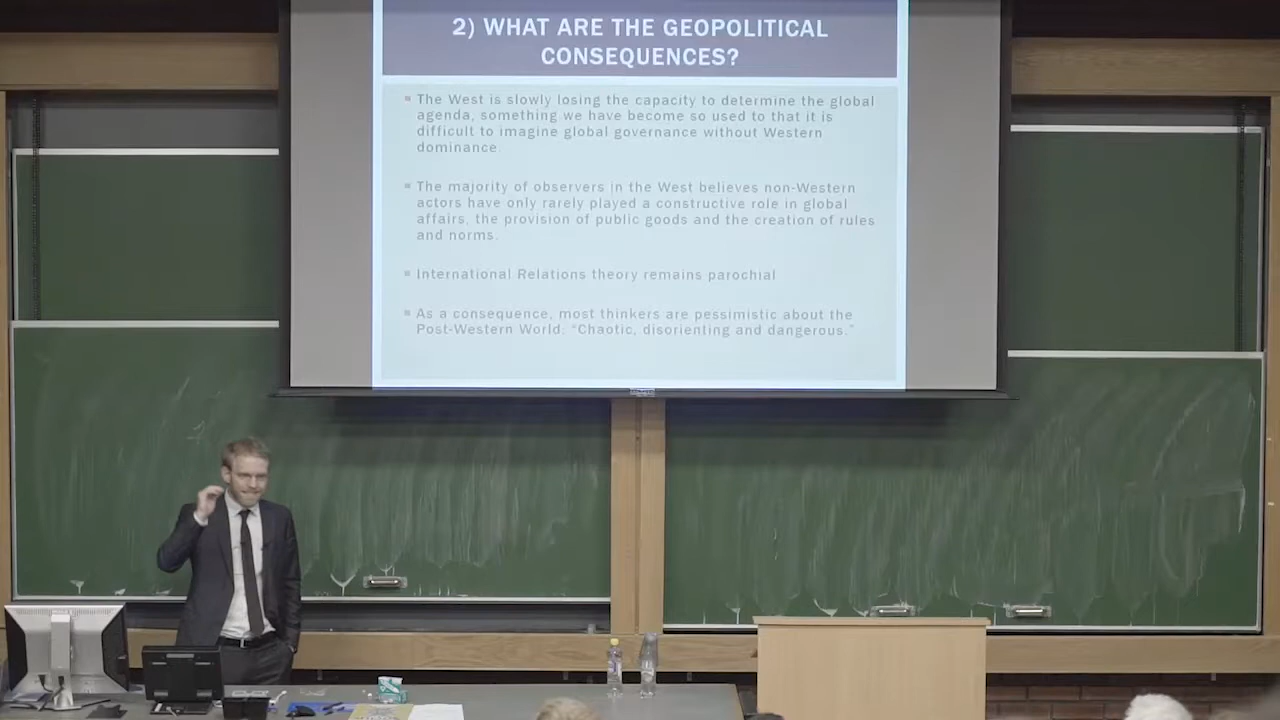 2) WHAT ARE THE GEOPOLITICAL
CONSEQUENCES?
The West is slowly losing the capacity to determine the global
agenda, something we have become so used to that it is
difficult to imagine global governance without Western
dominance.
The majority of observers in the West believes non-Western
actors have only rarely played a constructive role in global
affairs, the provision of public goods and the creation of rules
and norms.
International Relations theory remains parochial
As a consequence, most thinkers are pessimistic about the
Post-Western World: “Chaotic, disorienting and dangerous.”